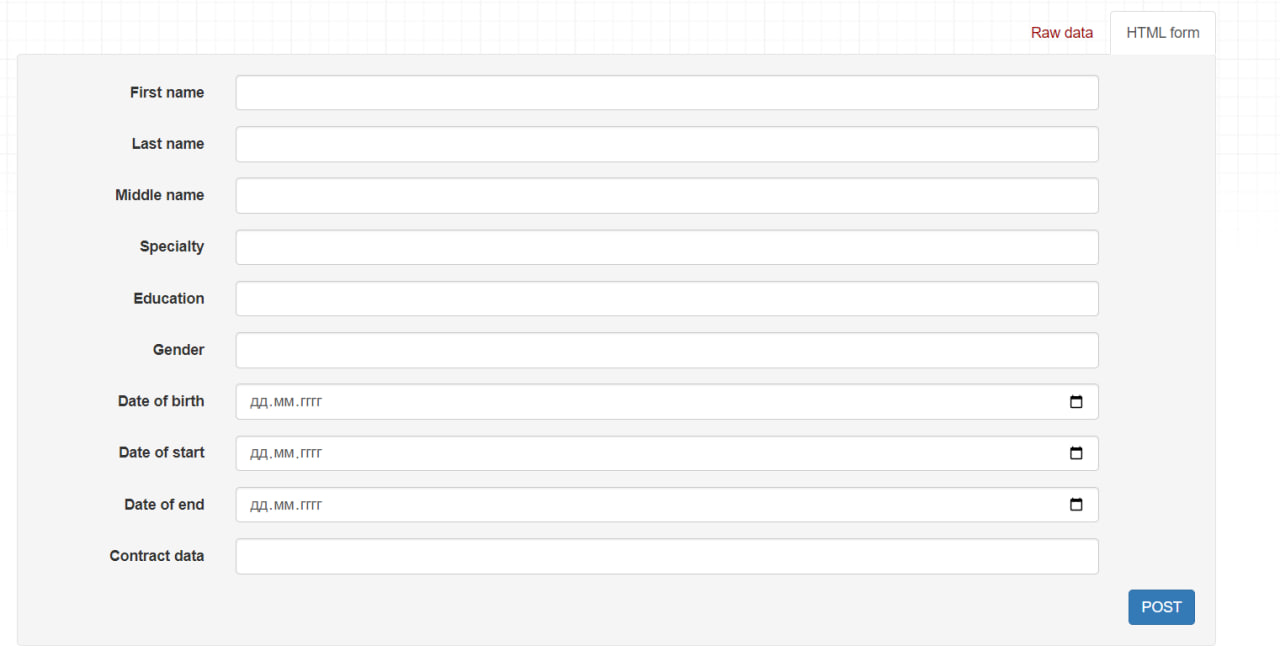 Raw data HTML form
First name
Last name
Middle name
Specialty
Education
Gender
Date of birth дд.мм.гггг
Date of start дд.мм.гггг
Date of end дд.мм.гггг
Contract data
POST